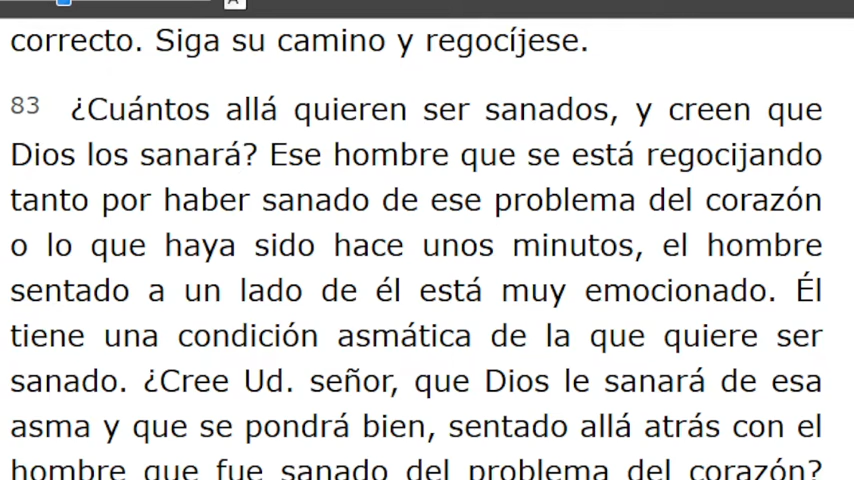 correcto. Siga su camino y regocíjese.
83 ¿Cuántos allá quieren ser sanados, y creen que
Dios los sanará? Ese hombre que se está regocijando
tanto por haber sanado de ese problema del corazón
o lo que haya sido hace unos minutos, el hombre
sentado a un lado de él está muy emocionado. Él
tiene una condición asmática de la que quiere ser
sanado. ¿Cree Ud. señor, que Dios le sanará de esa
asma y que se pondrá bien, sentado allá atrás con el
hombre que fue sanado del problema del corazón?